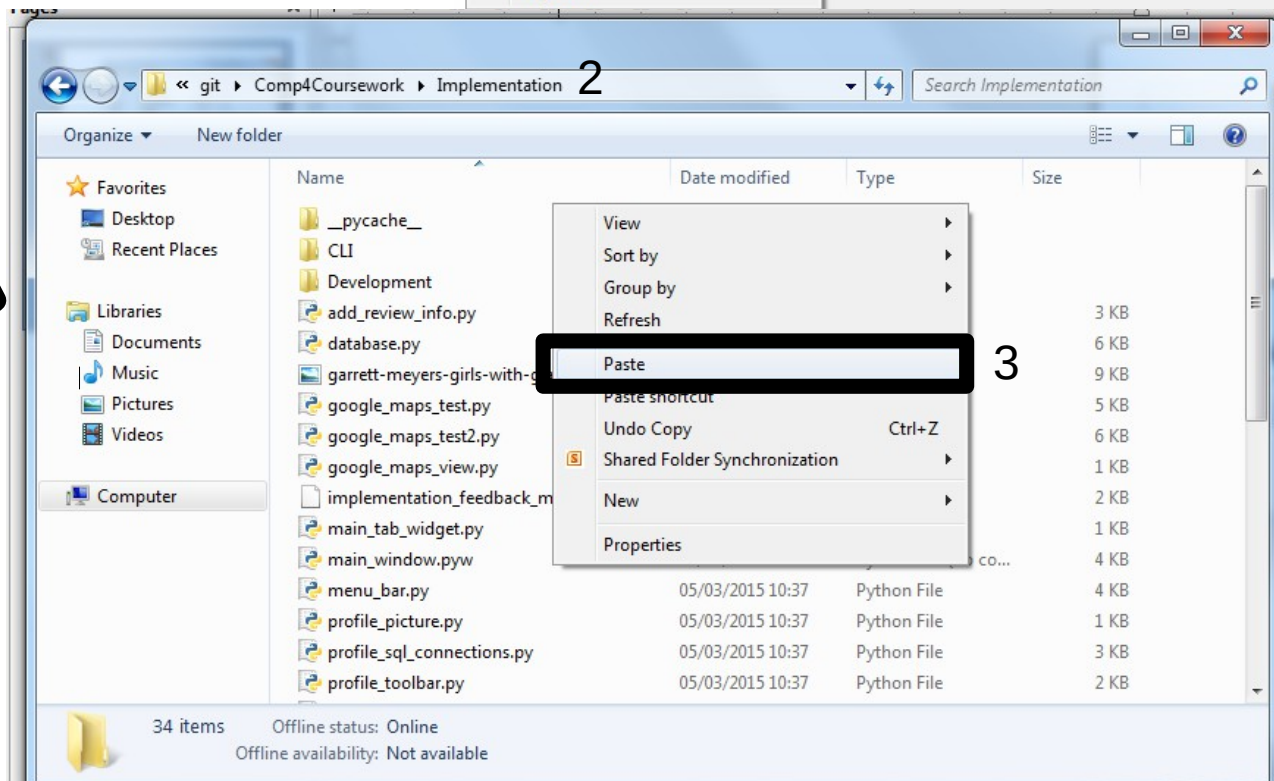 Pages
git ▸ Comp4Coursework ▸ Implementation 2 Search Implementation
Organize New folder
Name Date modified Type Size
Favorites
Desktop
Recent Places
Libraries
Documents
Music
Pictures
Videos
Computer
__pycache__
CLI
Development
add_review_info.py 3 KB
database.py 6 KB
garrett-meyers-girls-with-g 9 KB
google_maps_test.py 5 KB
google_maps_test2.py 6 KB
google_maps_view.py 1 KB
implementation_feedback_m 2 KB
main_tab_widget.py 1 KB
main_window.pyw co... 4 KB
menu_bar.py 05/03/2015 10:37 Python File 4 KB
profile_picture.py 05/03/2015 10:37 Python File 1 KB
profile_sql_connections.py 05/03/2015 10:37 Python File 3 KB
profile_toolbar.py 05/03/2015 10:37 Python File 2 KB
View
Sort by
Group by
Refresh
Paste 3
Paste shortcut
Undo Copy Ctrl+Z
S Shared Folder Synchronization
New
Properties
34 items Offline status: Online
Offline availability: Not available